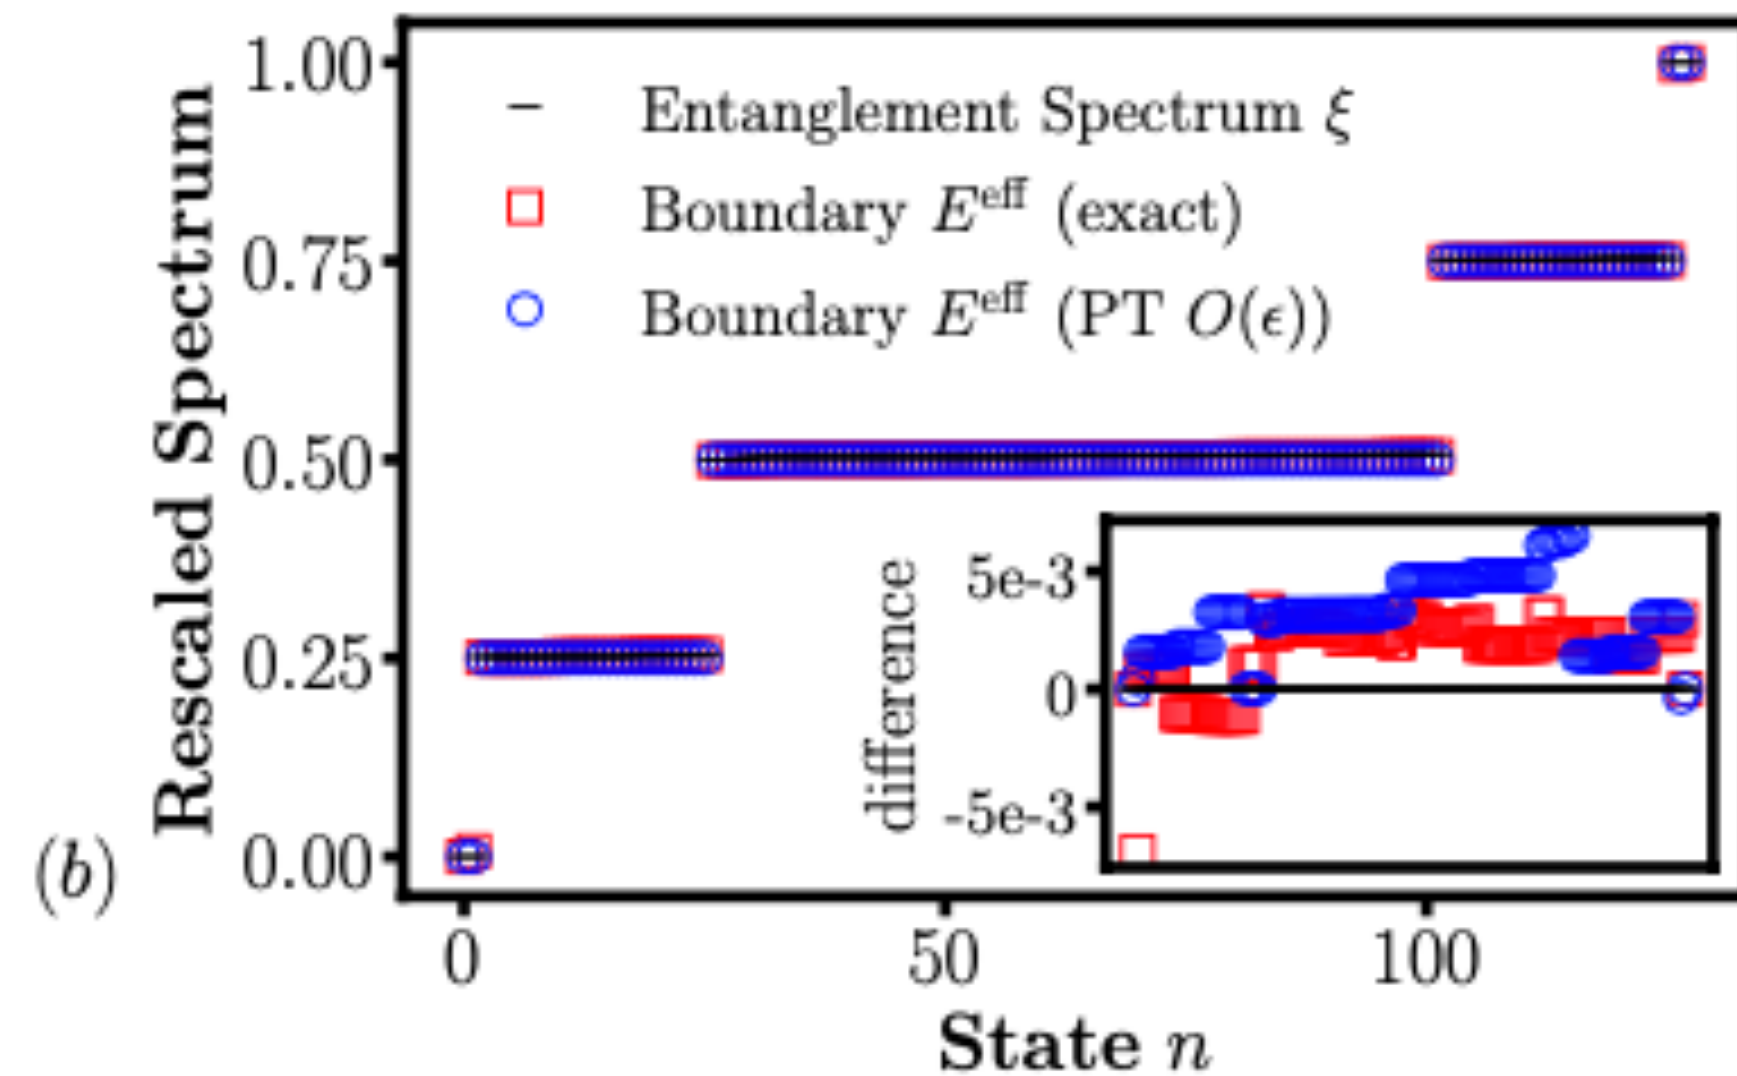 1.00
0.75
0.50
0.25
0.00
Rescaled Spectrum
(b)
Entanglement Spectrum ξ
Boundary E^eff (exact)
Boundary E^eff (PT O(ϵ))
difference
5e-3
0
-5e-3
0 50 100
State n